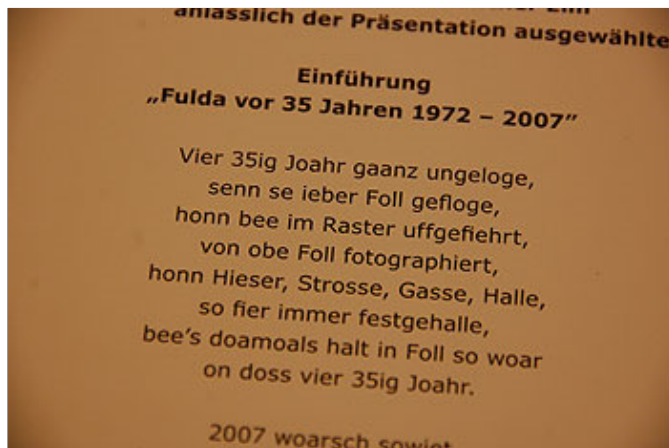 anlässlich der Präsentation ausgewählte
Einführung
„Fulda vor 35 Jahren 1972 – 2007”
Vier 35ig Joahr gaanz ungeloge,
senn se ieber Foll gefloge,
honn bee im Raster uffgefiehrt,
von obe Foll fotographiert,
honn Hieser, Strosse, Gasse, Halle,
so fier immer festgehalle,
bee's doamoals halt in Foll so woar
on doss vier 35ig Joahr.
2007 woarsch sowiet